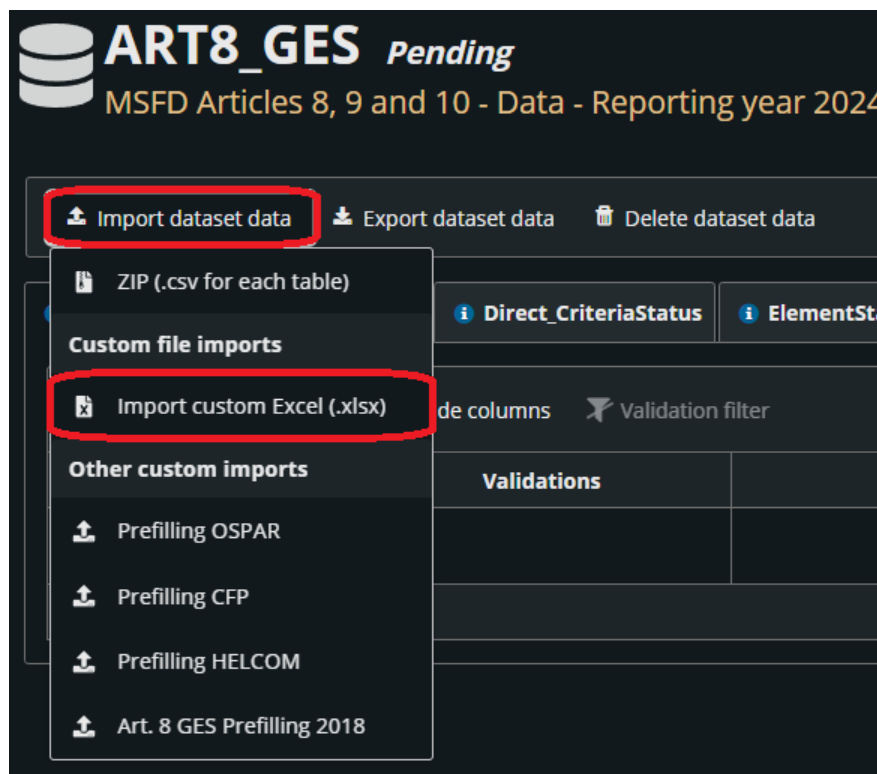 ART8_GES Pending
MSFD Articles 8, 9 and 10 - Data - Reporting year 2024
Import dataset data Export dataset data Delete dataset data
ZIP (.csv for each table)
Direct_CriteriaStatus ElementSta
Custom file imports
Import custom Excel (.xlsx) de columns Validation filter
Other custom imports Validations
Prefilling OSPAR
Prefilling CFP
Prefilling HELCOM
Art. 8 GES Prefilling 2018